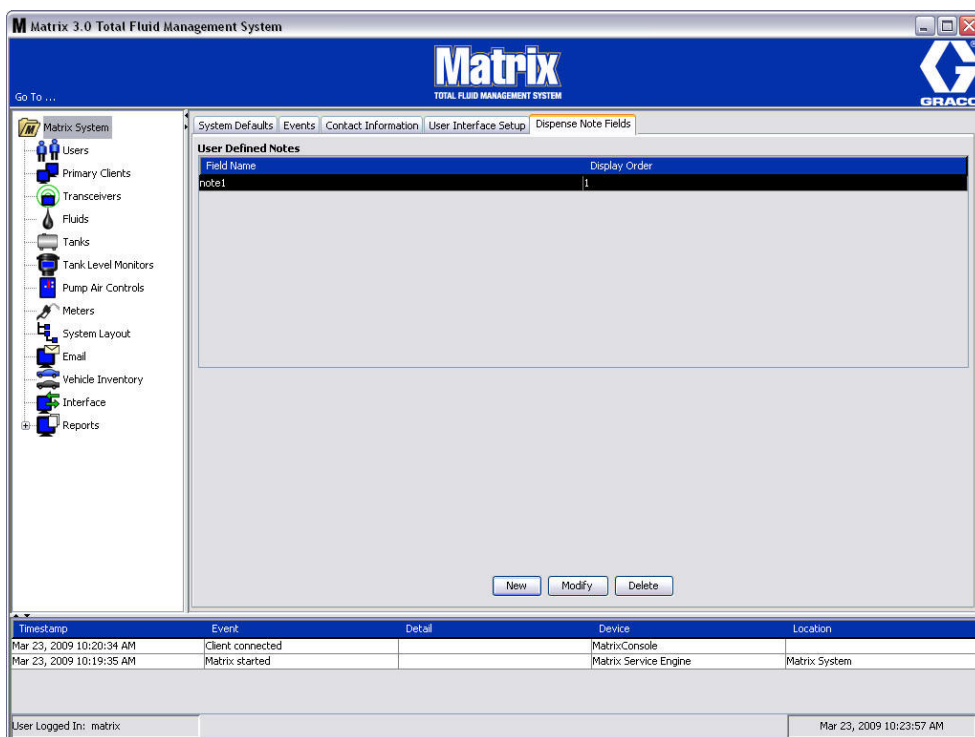 M Matrix 3.0 Total Fluid Management System
Matrix
TOTAL FLUID MANAGEMENT SYSTEM
G
GRACO
Go To ...
M Matrix System
Users
Primary Clients
Transceivers
Fluids
Tanks
Tank Level Monitors
Pump Air Controls
Meters
System Layout
Email
Vehicle Inventory
Interface
Reports
System Defaults Events Contact Information User Interface Setup Dispense Note Fields
User Defined Notes
Field Name Display Order
note1 1
New Modify Delete
Timestamp Event Detail Device Location
Mar 23, 2009 10:20:34 AM Client connected MatrixConsole
Mar 23, 2009 10:19:35 AM Matrix started Matrix Service Engine Matrix System
User Logged In: matrix Mar 23, 2009 10:23:57 AM